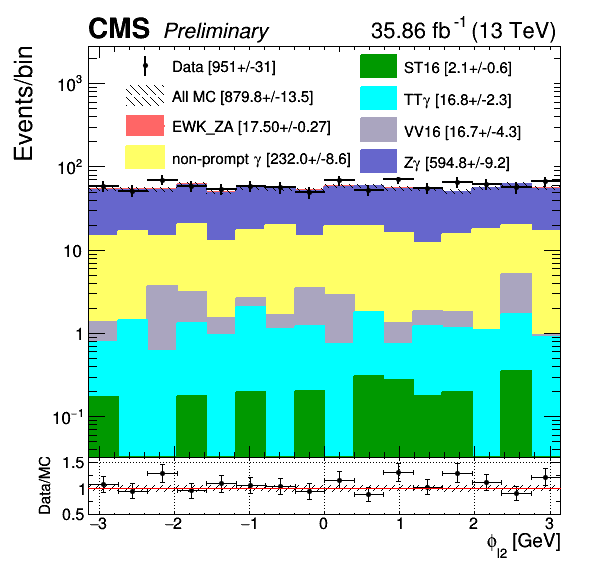 CMS Preliminary 35.86 fb⁻¹ (13 TeV)
Events/bin
Data [951+/-31]
All MC [879.8+/-13.5]
EWK_ZA [17.50+/-0.27]
non-prompt γ [232.0+/-8.6]
ST16 [2.1+/-0.6]
TTγ [16.8+/-2.3]
VV16 [16.7+/-4.3]
Zγ [594.8+/-9.2]
10³
10²
10
1
10⁻¹
Data/MC
1.5
1
0.5
−3 −2 −1 0 1 2 3
ϕ_l2 [GeV]